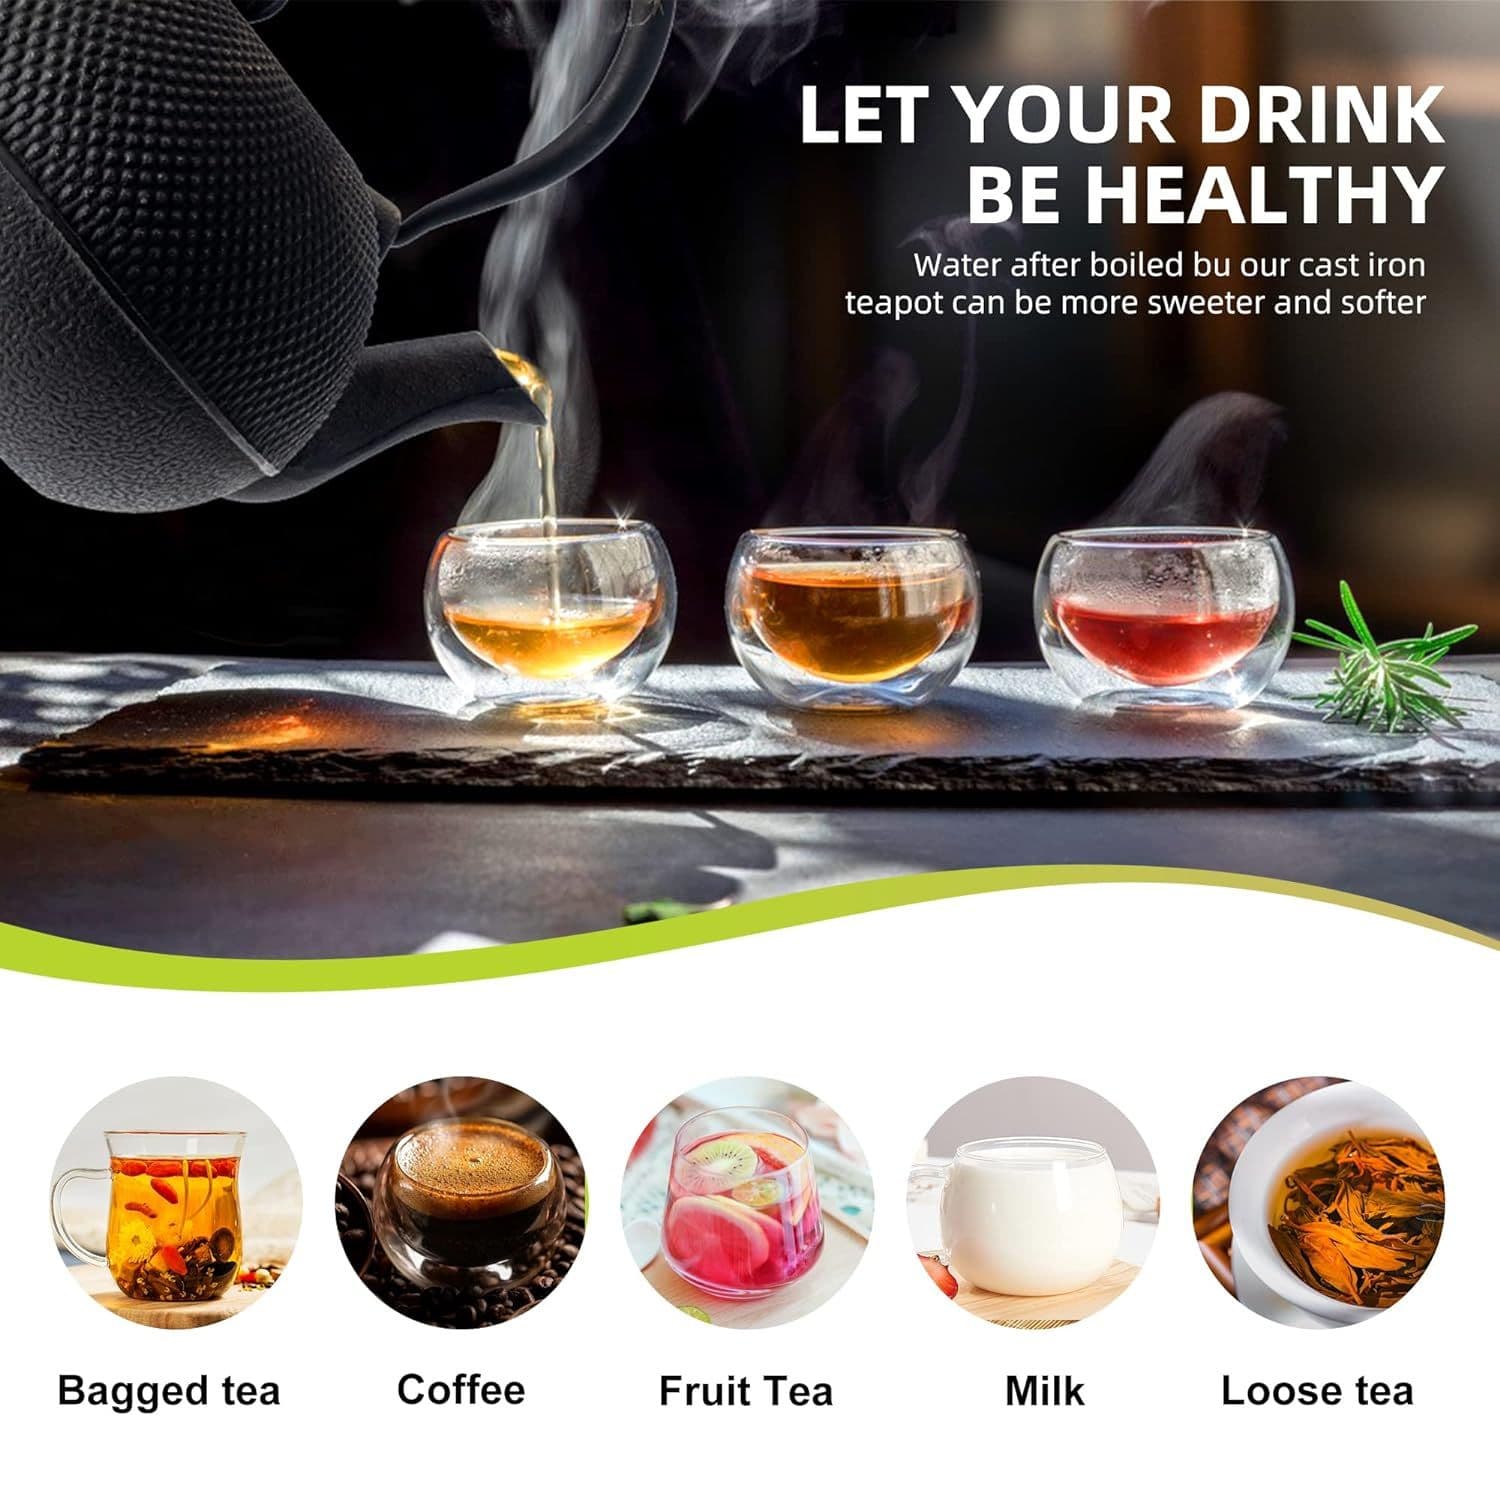 LET YOUR DRINK
BE HEALTHY
Water after boiled bu our cast iron
teapot can be more sweeter and softer
Bagged tea
Coffee
Fruit Tea
Milk
Loose tea